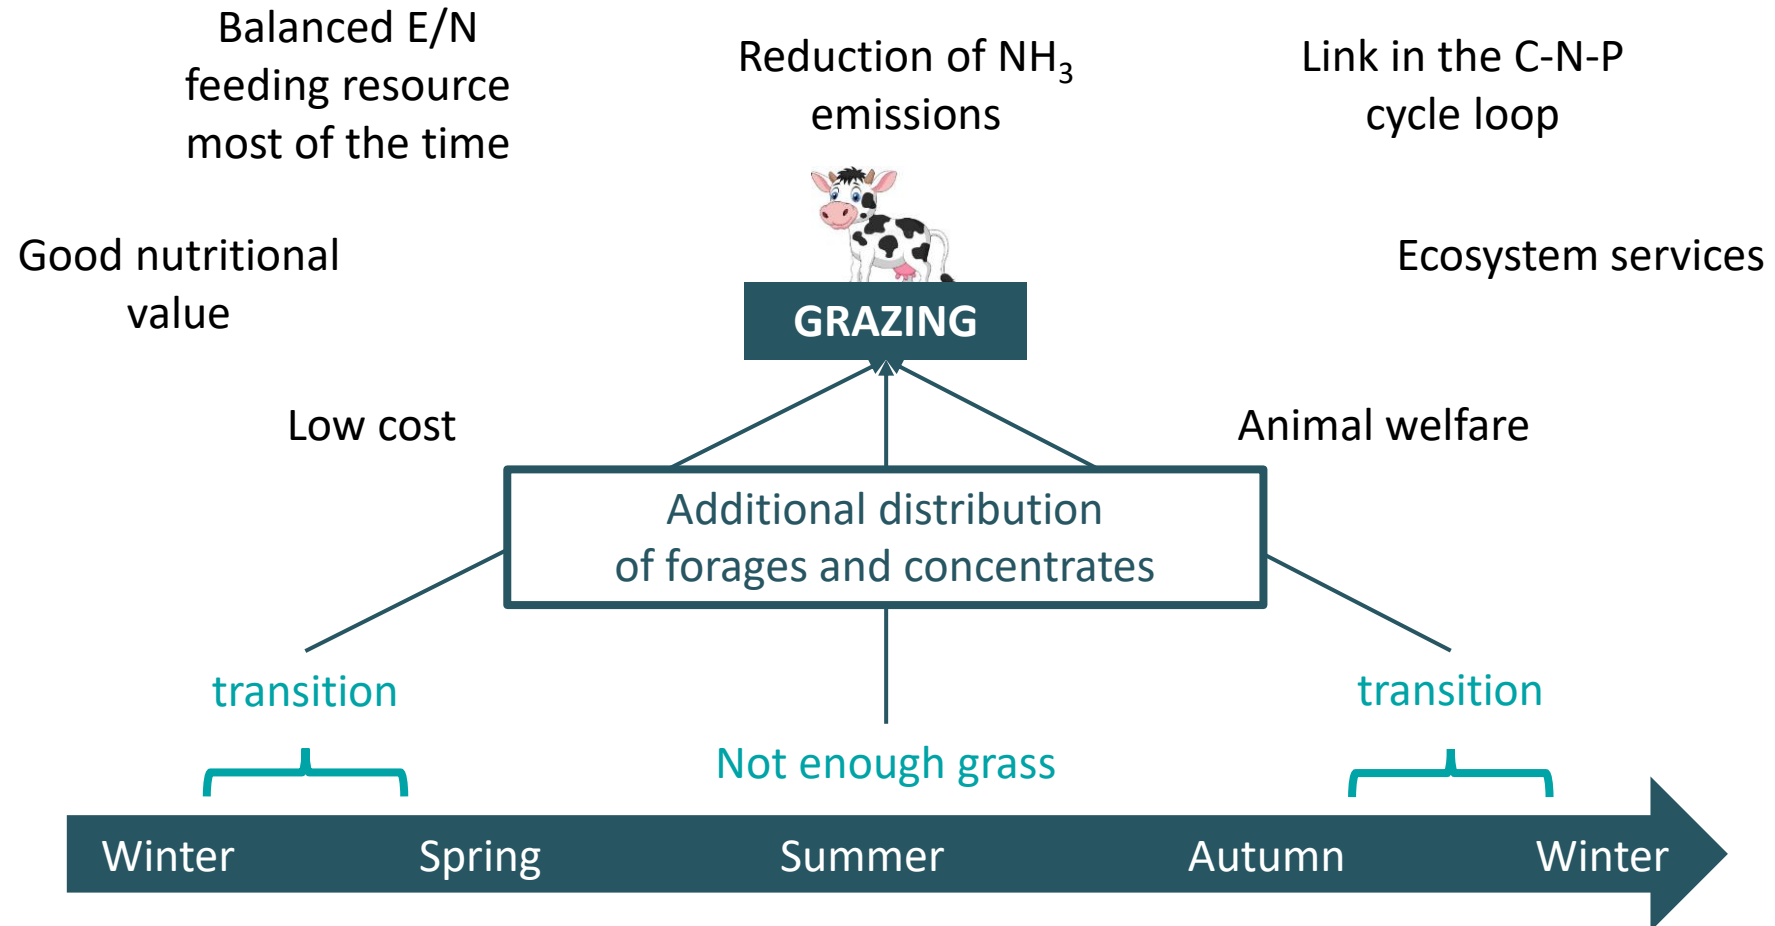 Balanced E/N
feeding resource
most of the time
Reduction of NH₃
emissions
Link in the C-N-P
cycle loop
Good nutritional
value
Ecosystem services
GRAZING
Low cost
Animal welfare
Additional distribution
of forages and concentrates
transition
transition
Not enough grass
Winter
Spring
Summer
Autumn
Winter